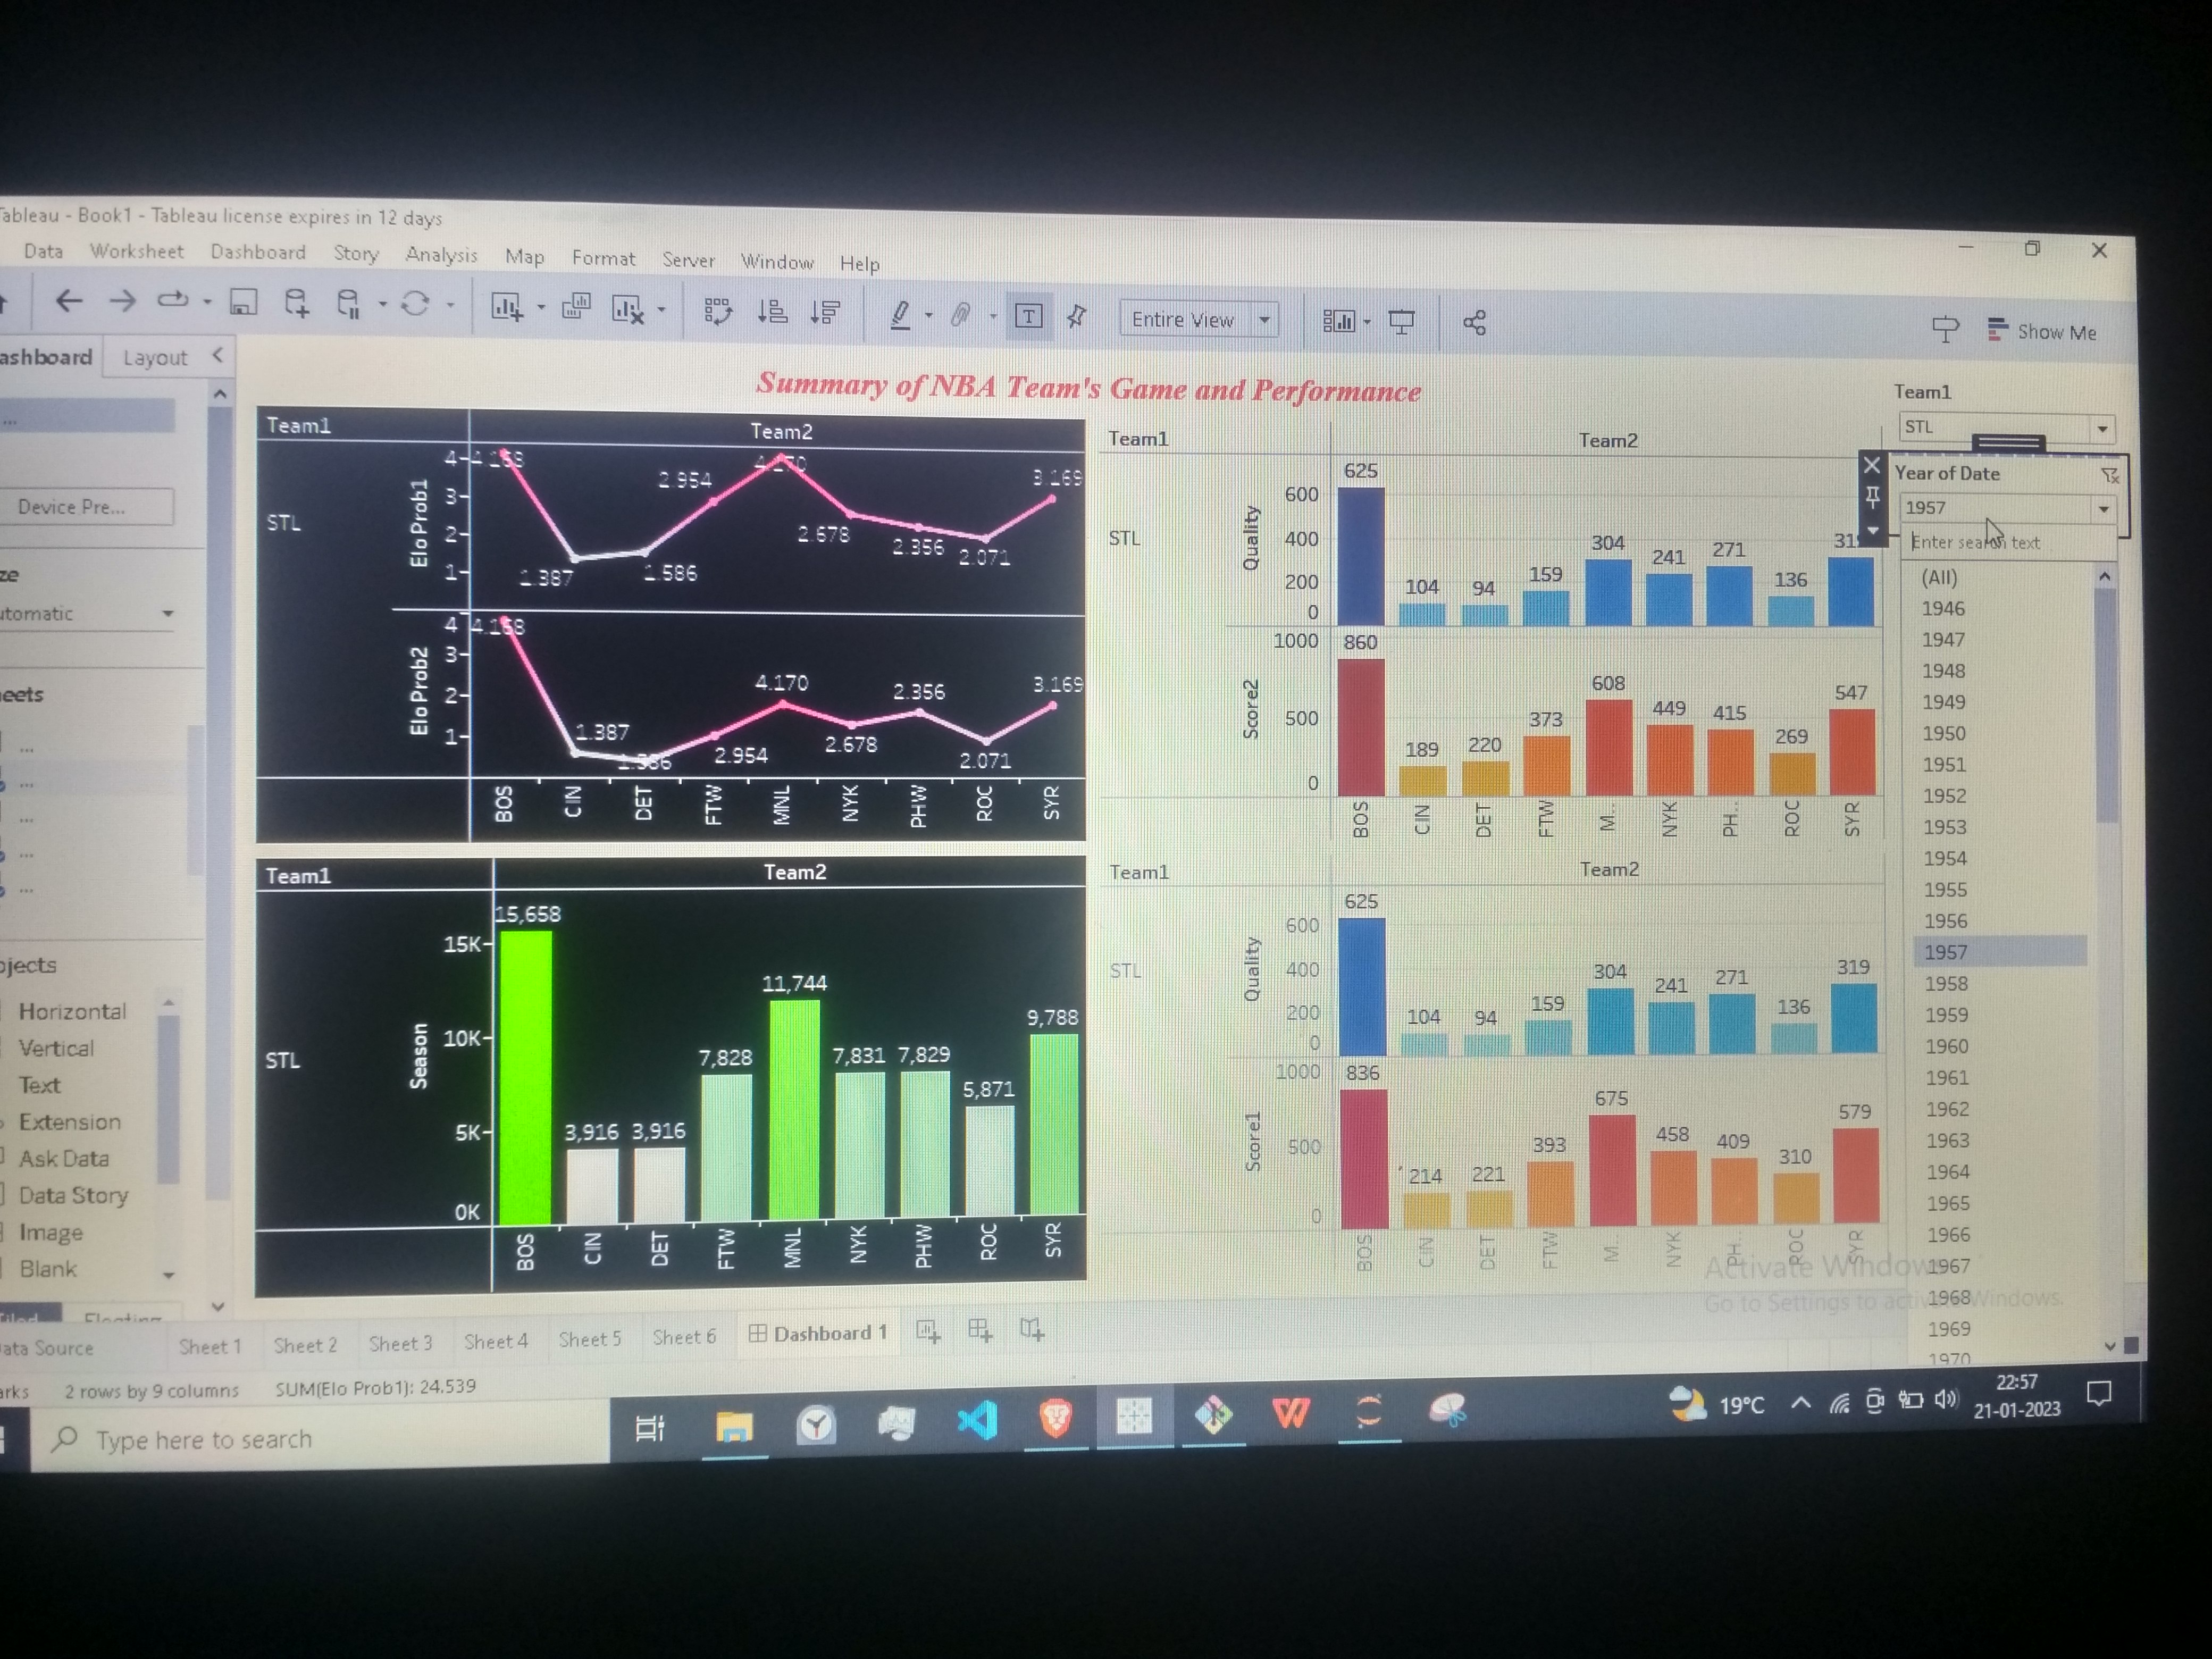 Tableau - Book1 - Tableau license expires in 12 days
Data Worksheet Dashboard Story Analysis Map Format Server Window Help
Entire View
Show Me
ashboard Layout
...
Device Pre...
ze
utomatic
eets
...
...
...
...
...
jects
Horizontal
Vertical
Text
Extension
Ask Data
Data Story
Image
Blank
Floating
Summary of NBA Team's Game and Performance
Team1
Team2
STL
Elo Prob1
4
3
2
1
4.168
1.387
1.586
2.954
4.170
2.678
2.356
2.071
3.169
Elo Prob2
4
3
2
1
4.168
1.387
1.586
2.954
4.170
2.678
2.356
2.071
3.169
BOS CIN DET FTW MNL NYK PHW ROC SYR
Team1
Team2
STL
Quality
600
400
200
0
625 104 94 159 304 241 271 136 31
Score2
1000
500
0
860 189 220 373 608 449 415 269 547
BOS CIN DET FTW M.. NYK PH.. ROC SYR
Team1
Team2
STL
Season
15K
10K
5K
0K
15,658 3,916 3,916 7,828 11,744 7,831 7,829 5,871 9,788
BOS CIN DET FTW MNL NYK PHW ROC SYR
Team1
Team2
STL
Quality
600
400
200
0
625 104 94 159 304 241 271 136 319
Score1
1000
500
0
836 214 221 393 675 458 409 310 579
BOS CIN DET FTW M.. NYK PH.. ROC SYR
Team1
STL
Year of Date
1957
Enter search text
(All)
1946
1947
1948
1949
1950
1951
1952
1953
1954
1955
1956
1957
1958
1959
1960
1961
1962
1963
1964
1965
1966
1967
1968
1969
1970
Activate Windows
Go to Settings to activate Windows.
ata Source Sheet 1 Sheet 2 Sheet 3 Sheet 4 Sheet 5 Sheet 6 Dashboard 1
arks 2 rows by 9 columns SUM(Elo Prob1): 24.539
Type here to search
19°C
22:57
21-01-2023